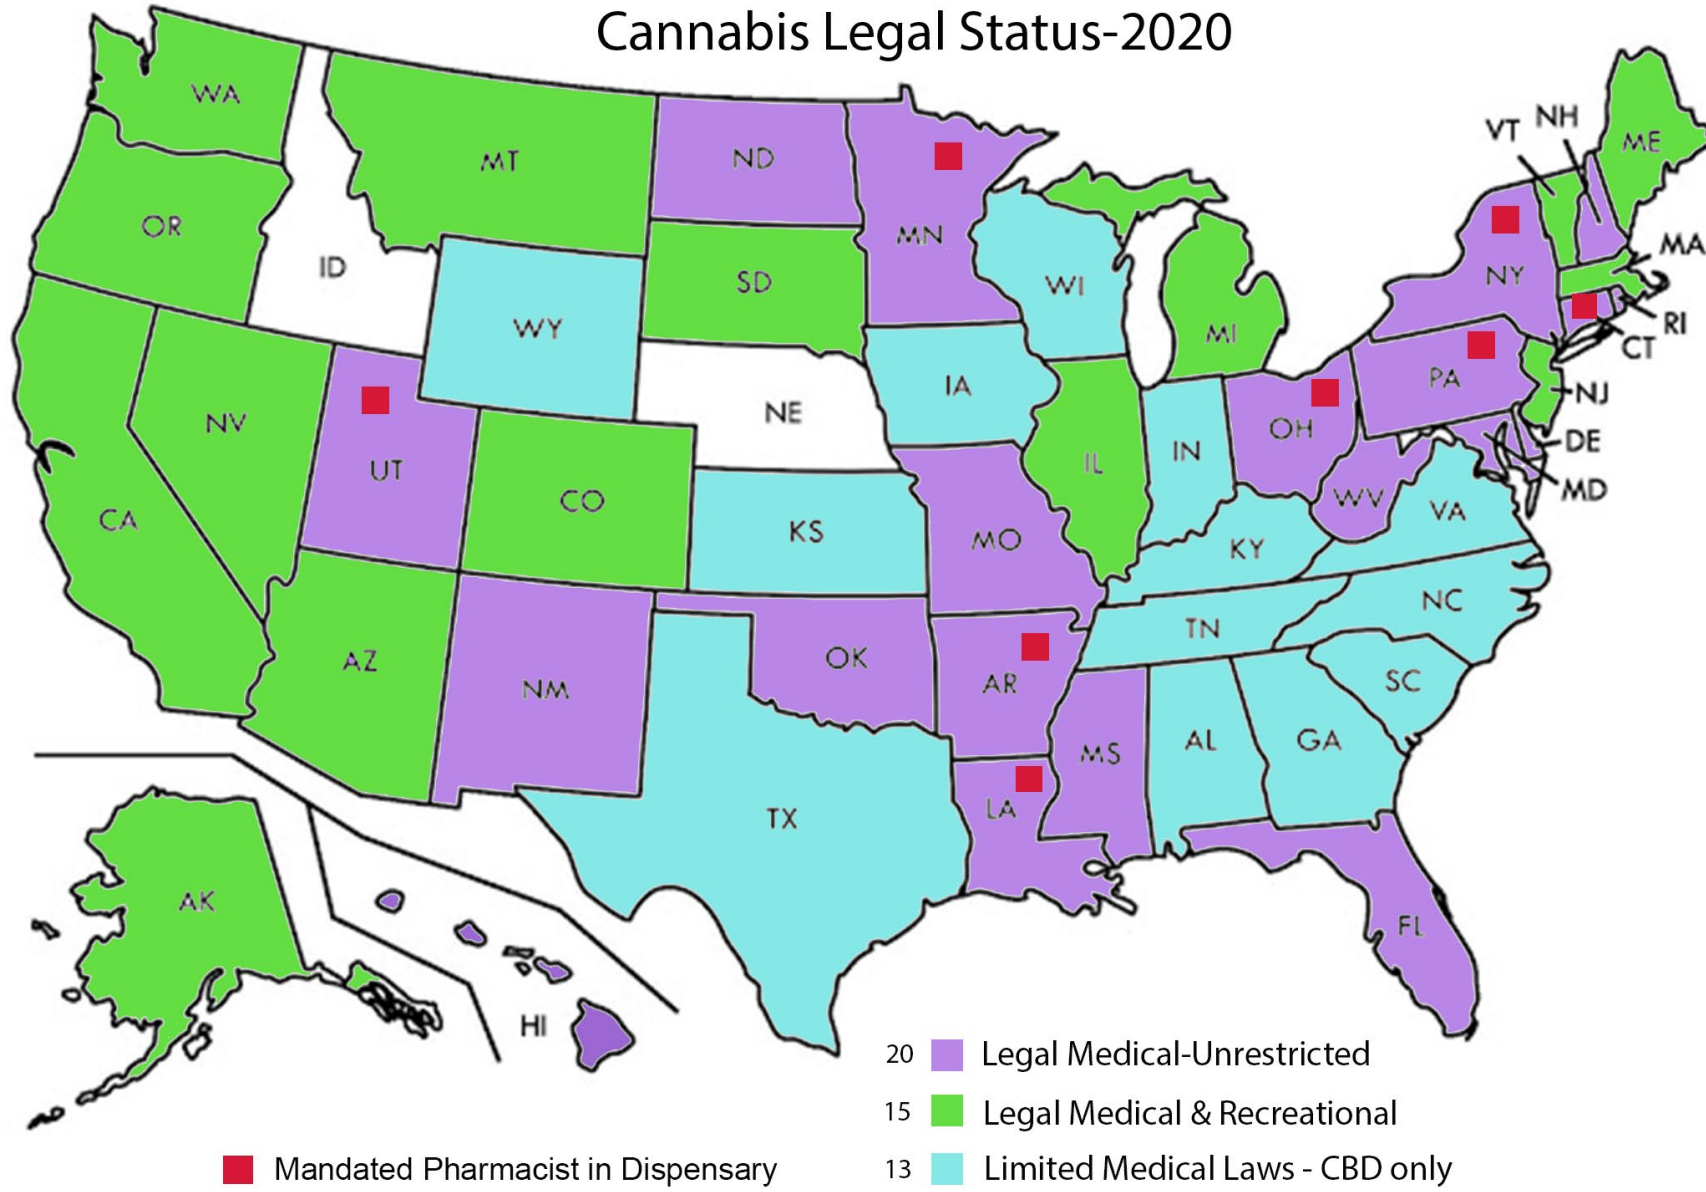 Cannabis Legal Status-2020
WA
MT
ND
MN
VT
NH
ME
OR
ID
SD
WI
MI
NY
MA
RI
CT
WY
IA
NE
PA
NJ
NV
UT
CO
KS
MO
IL
IN
OH
WV
DE
MD
VA
CA
KY
NC
TN
AZ
NM
OK
AR
SC
MS
AL
GA
TX
LA
FL
AK
HI
20 Legal Medical-Unrestricted
15 Legal Medical & Recreational
13 Limited Medical Laws - CBD only
Mandated Pharmacist in Dispensary